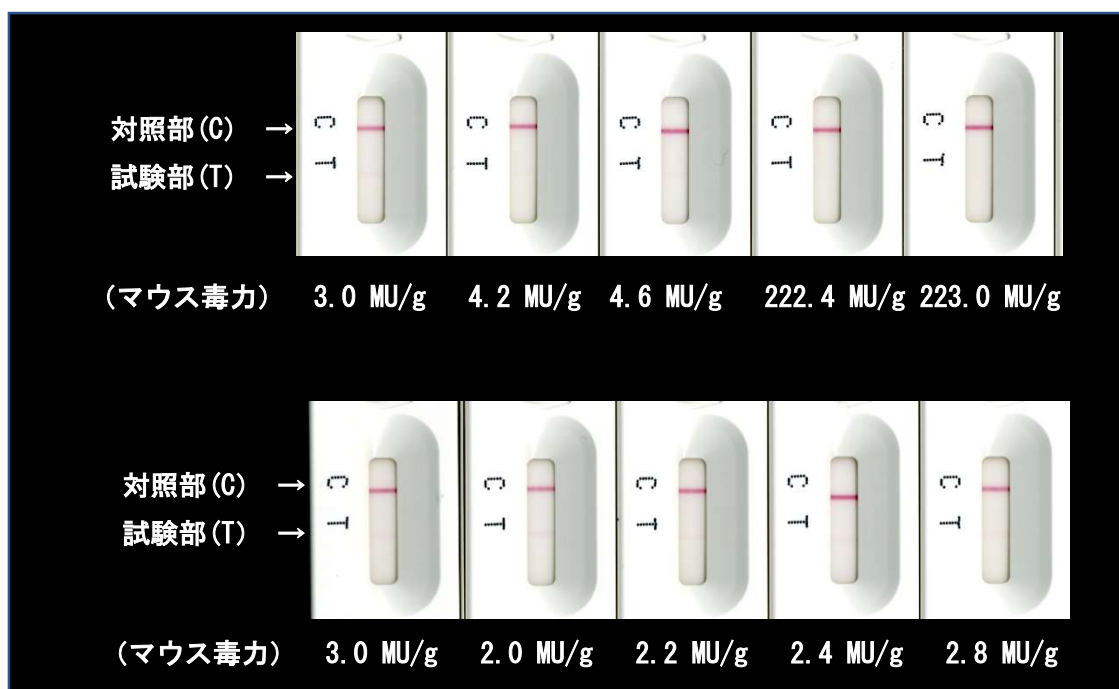 対照部(C) →
C C C C C
試験部(T) →
T T T T T
(マウス毒力) 3.0 MU/g 4.2 MU/g 4.6 MU/g 222.4 MU/g 223.0 MU/g
対照部(C) →
C C C C C
試験部(T) →
T T T T T
(マウス毒力) 3.0 MU/g 2.0 MU/g 2.2 MU/g 2.4 MU/g 2.8 MU/g